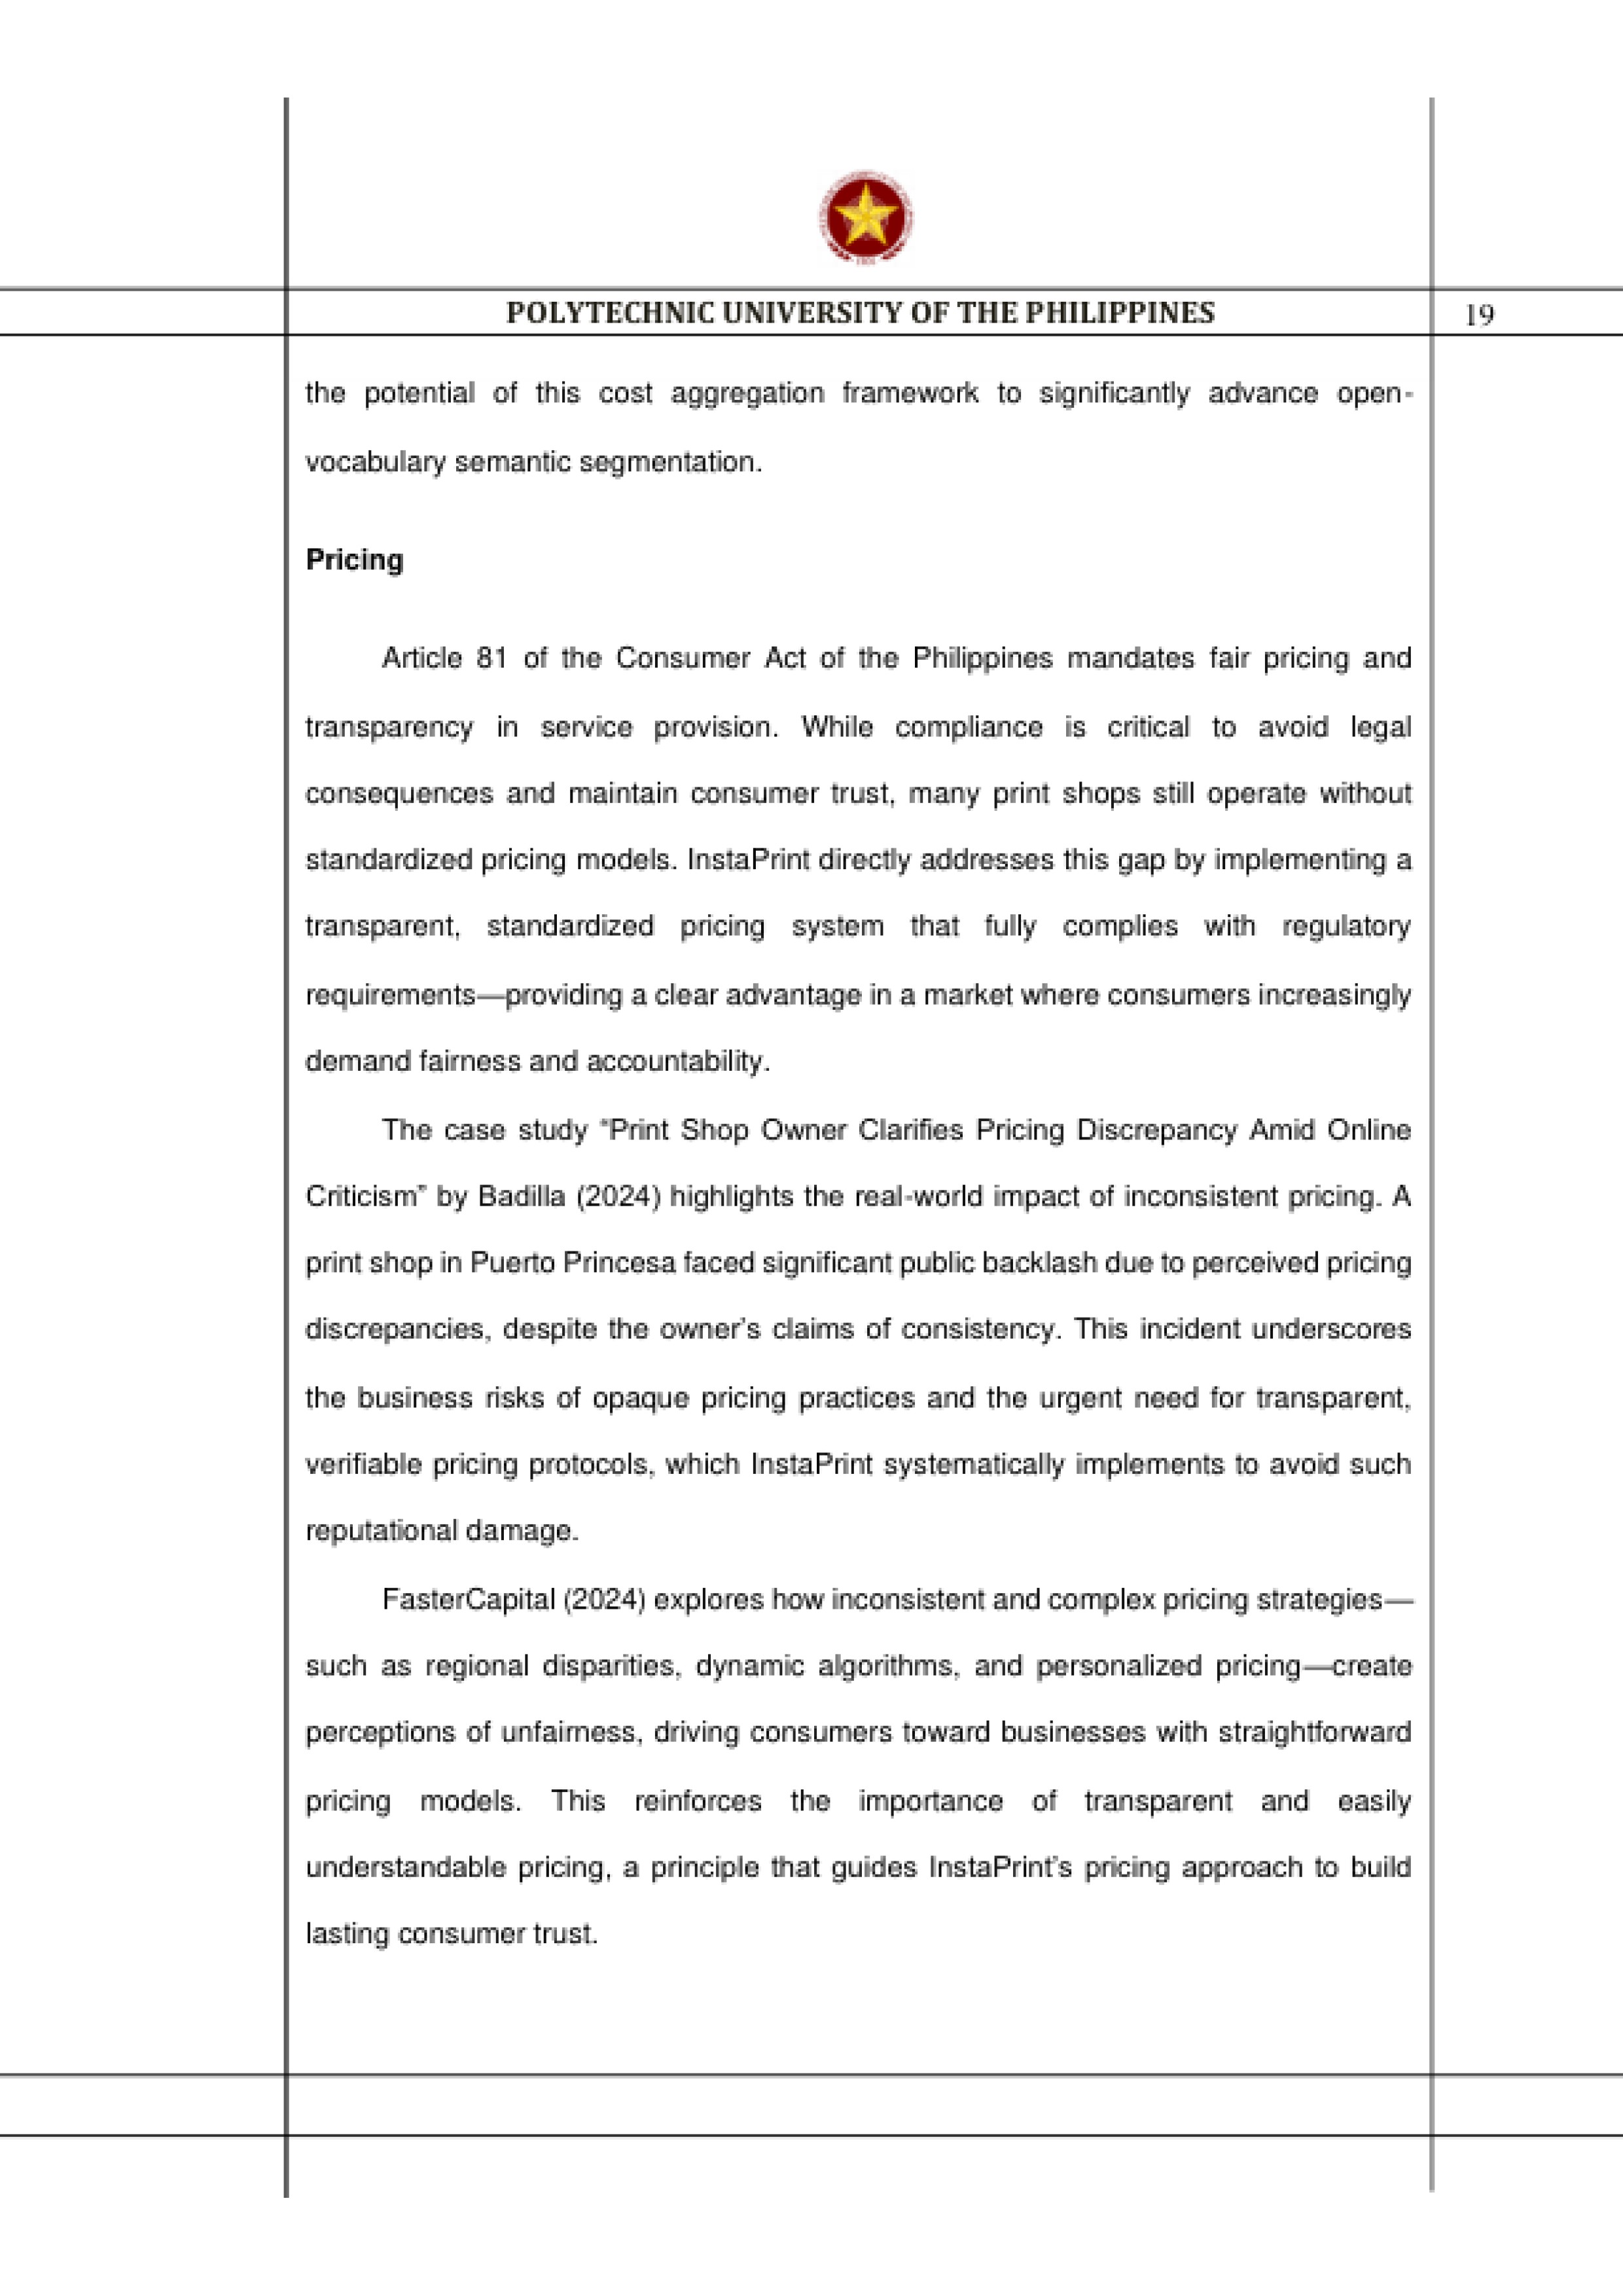 POLYTECHNIC UNIVERSITY OF THE PHILIPPINES
19
the potential of this cost aggregation framework to significantly advance open-
vocabulary semantic segmentation.
Pricing
Article 81 of the Consumer Act of the Philippines mandates fair pricing and
transparency in service provision. While compliance is critical to avoid legal
consequences and maintain consumer trust, many print shops still operate without
standardized pricing models. InstaPrint directly addresses this gap by implementing a
transparent, standardized pricing system that fully complies with regulatory
requirements—providing a clear advantage in a market where consumers increasingly
demand fairness and accountability.
The case study “Print Shop Owner Clarifies Pricing Discrepancy Amid Online
Criticism” by Badilla (2024) highlights the real-world impact of inconsistent pricing. A
print shop in Puerto Princesa faced significant public backlash due to perceived pricing
discrepancies, despite the owner’s claims of consistency. This incident underscores
the business risks of opaque pricing practices and the urgent need for transparent,
verifiable pricing protocols, which InstaPrint systematically implements to avoid such
reputational damage.
FasterCapital (2024) explores how inconsistent and complex pricing strategies—
such as regional disparities, dynamic algorithms, and personalized pricing—create
perceptions of unfairness, driving consumers toward businesses with straightforward
pricing models. This reinforces the importance of transparent and easily
understandable pricing, a principle that guides InstaPrint’s pricing approach to build
lasting consumer trust.